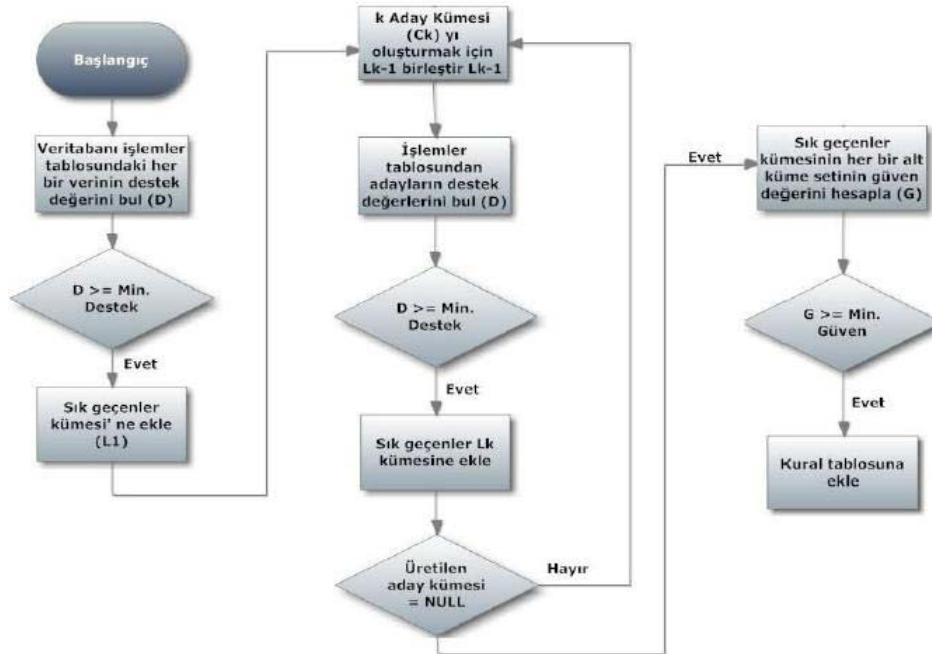 Başlangıç
Veritabanı işlemler
tablosundaki her
bir verinin destek
değerini bul (D)
D >= Min.
Destek
Evet
Sık geçenler
kümesi' ne ekle
(L1)
k Aday Kümesi
(Ck) yı
oluşturmak için
Lk-1 birleştir Lk-1
İşlemler
tablosundan
adayların destek
değerlerini bul (D)
D >= Min.
Destek
Evet
Sık geçenler Lk
kümesine ekle
Üretilen
aday kümesi
= NULL
Hayır
Evet
Sık geçenler
kümesinin her bir alt
küme setinin güven
değerini hesapla (G)
G >= Min.
Güven
Evet
Kural tablosuna
ekle